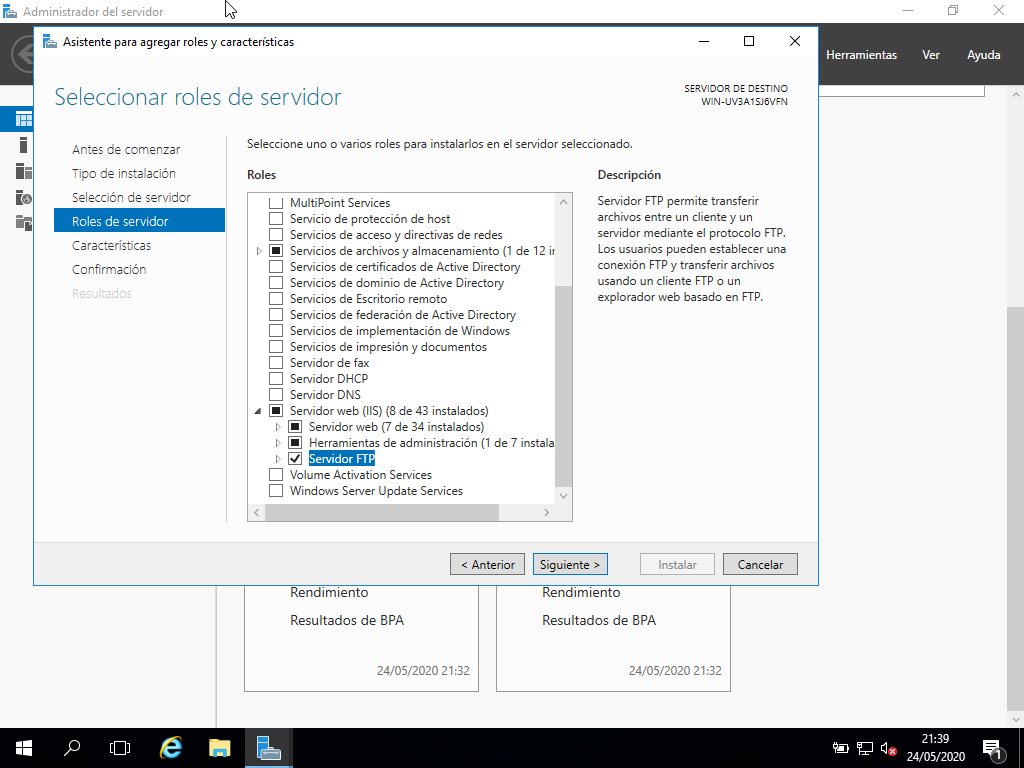 Administrador del servidor
Asistente para agregar roles y características
Herramientas
Ver
Ayuda
Seleccionar roles de servidor
SERVIDOR DE DESTINO
WIN-UV3A1SJ6VFN
Antes de comenzar
Tipo de instalación
Selección de servidor
Roles de servidor
Características
Confirmación
Resultados
Seleccione uno o varios roles para instalarlos en el servidor seleccionado.
Roles
MultiPoint Services
Servicio de protección de host
Servicios de acceso y directivas de redes
Servicios de archivos y almacenamiento (1 de 12 in
Servicios de certificados de Active Directory
Servicios de dominio de Active Directory
Servicios de Escritorio remoto
Servicios de federación de Active Directory
Servicios de implementación de Windows
Servicios de impresión y documentos
Servidor de fax
Servidor DHCP
Servidor DNS
Servidor web (IIS) (8 de 43 instalados)
Servidor web (7 de 34 instalados)
Herramientas de administración (1 de 7 instala
Servidor FTP
Volume Activation Services
Windows Server Update Services
Descripción
Servidor FTP permite transferir
archivos entre un cliente y un
servidor mediante el protocolo FTP.
Los usuarios pueden establecer una
conexión FTP y transferir archivos
usando un cliente FTP o un
explorador web basado en FTP.
< Anterior
Siguiente >
Instalar
Cancelar
Rendimiento
Resultados de BPA
24/05/2020 21:32
Rendimiento
Resultados de BPA
24/05/2020 21:32
21:39
24/05/2020
1